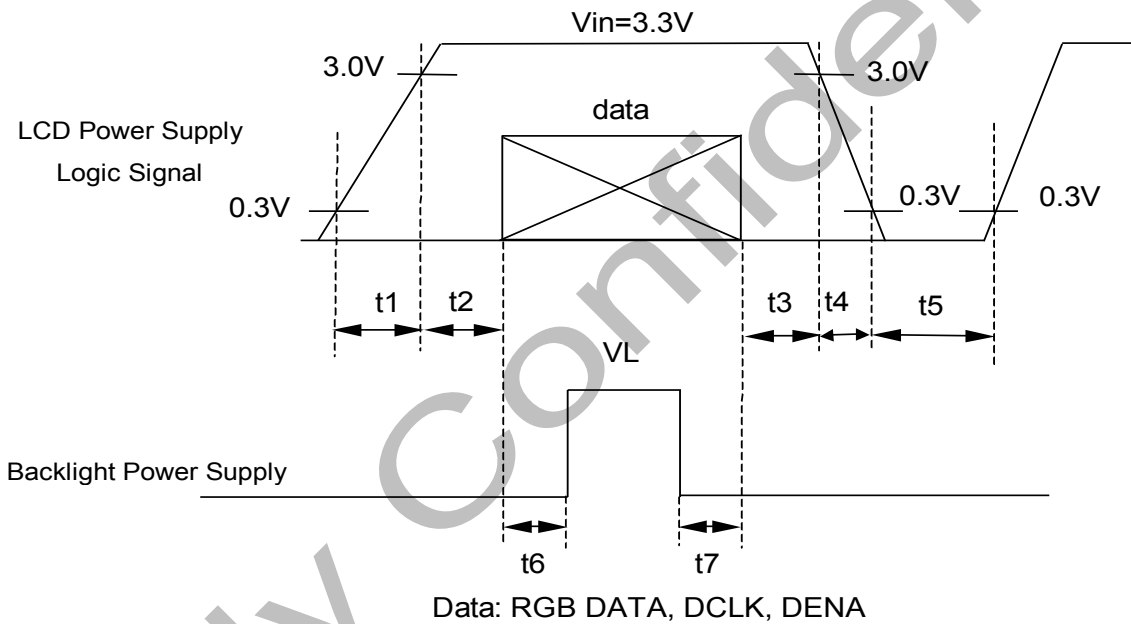 Vin=3.3V
3.0V
3.0V
data
LCD Power Supply
Logic Signal
0.3V
0.3V
0.3V
t1
t2
t3
t4
t5
VL
Backlight Power Supply
t6
t7
Data: RGB DATA, DCLK, DENA